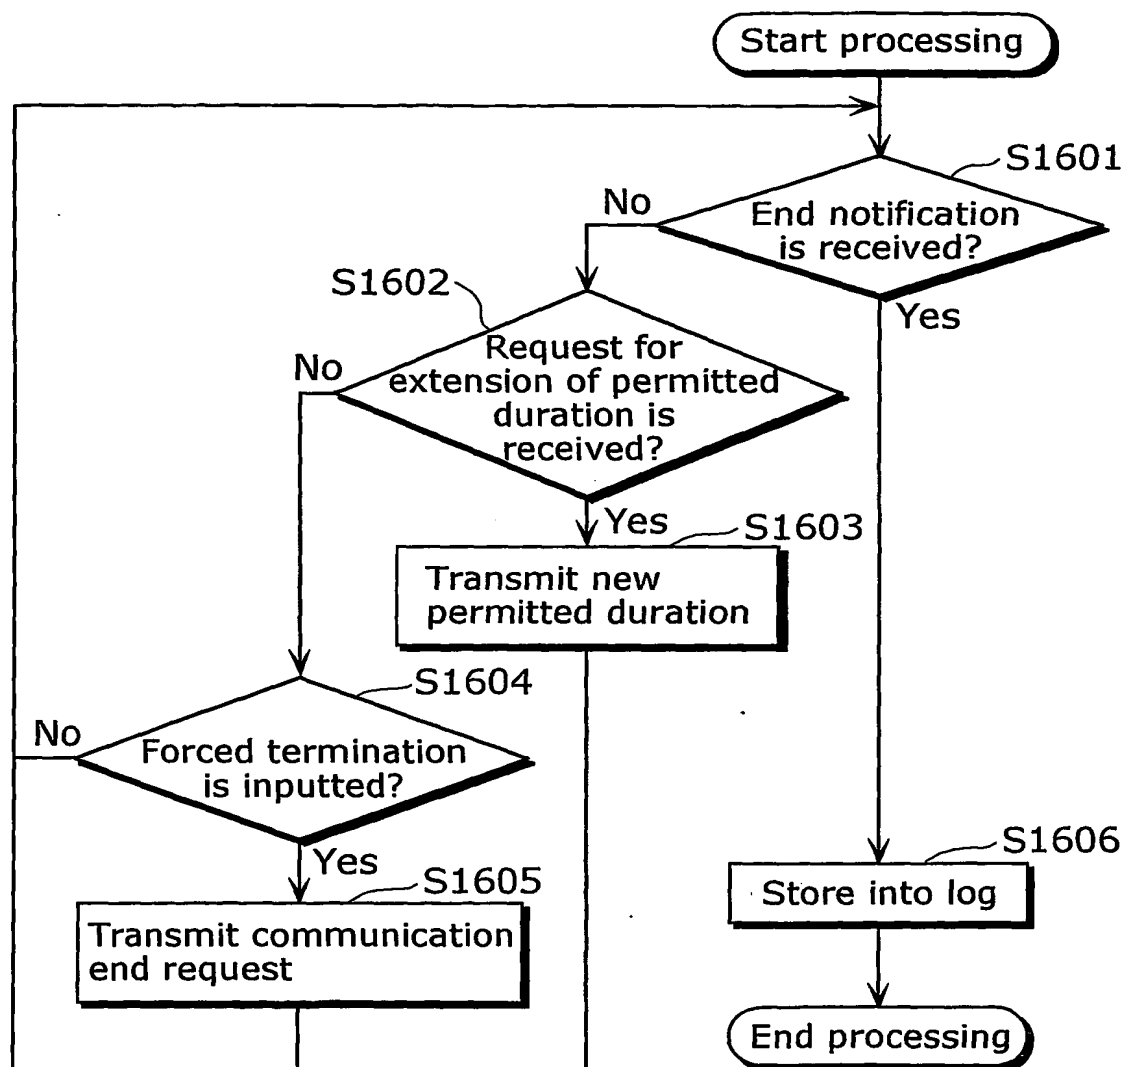 Start processing
S1601
End notification
is received?
No
Yes
S1602
Request for
extension of permitted
duration is
received?
No
Yes
S1603
Transmit new
permitted duration
S1604
Forced termination
is inputted?
No
Yes
S1605
Transmit communication
end request
S1606
Store into log
End processing